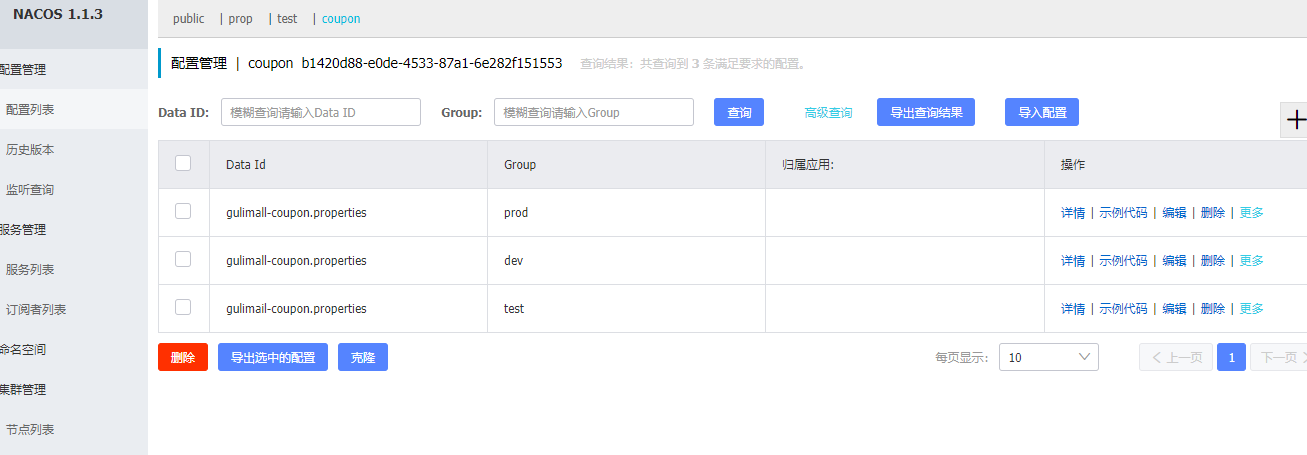 NACOS 1.1.3
public | prop | test | coupon
配置管理
配置列表
历史版本
监听查询
服务管理
服务列表
订阅者列表
命名空间
集群管理
节点列表
配置管理 | coupon b1420d88-e0de-4533-87a1-6e282f151553 查询结果：共查询到 3 条满足要求的配置。
Data ID: 模糊查询请输入Data ID Group: 模糊查询请输入Group 查询 高级查询 导出查询结果 导入配置
Data Id Group 归属应用: 操作
gulimall-coupon.properties prod 详情 | 示例代码 | 编辑 | 删除 | 更多
gulimall-coupon.properties dev 详情 | 示例代码 | 编辑 | 删除 | 更多
gulimail-coupon.properties test 详情 | 示例代码 | 编辑 | 删除 | 更多
删除 导出选中的配置 克隆 每页显示: 10 上一页 1 下一页